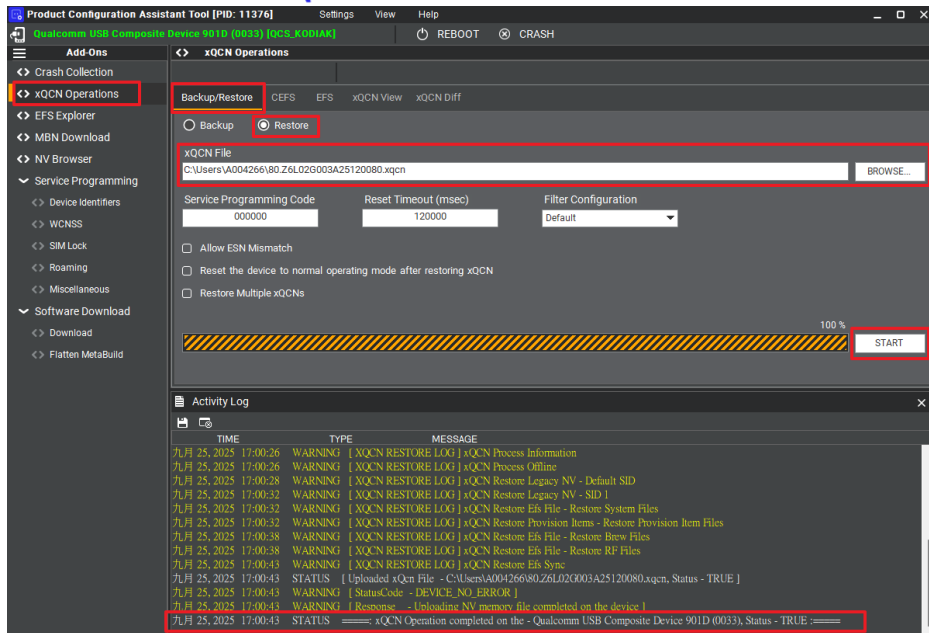 Product Configuration Assistant Tool [PID: 11376] Settings View Help
Qualcomm USB Composite Device 901D (0033) [QCS_KODIAK] REBOOT CRASH
Add-Ons
xQCN Operations
Crash Collection
xQCN Operations
EFS Explorer
MBN Download
NV Browser
Service Programming
Device Identifiers
WCNSS
SIM Lock
Roaming
Miscellaneous
Software Download
Download
Flatten MetaBuild
Backup/Restore CEFS EFS xQCN View xQCN Diff
Backup Restore
xQCN File
C:\Users\A004266\80.Z6L02G003A25120080.xqcn BROWSE...
Service Programming Code Reset Timeout (msec) Filter Configuration
000000 120000 Default
Allow ESN Mismatch
Reset the device to normal operating mode after restoring xQCN
Restore Multiple xQCNs
100 %
START
Activity Log
TIME TYPE MESSAGE
九月 25, 2025 17:00:26 WARNING [ XQCN RESTORE LOG ] xQCN Process Information
九月 25, 2025 17:00:26 WARNING [ XQCN RESTORE LOG ] xQCN Process Offline
九月 25, 2025 17:00:28 WARNING [ XQCN RESTORE LOG ] xQCN Restore Legacy NV - Default SID
九月 25, 2025 17:00:32 WARNING [ XQCN RESTORE LOG ] xQCN Restore Legacy NV - SID 1
九月 25, 2025 17:00:32 WARNING [ XQCN RESTORE LOG ] xQCN Restore Efs File - Restore System Files
九月 25, 2025 17:00:32 WARNING [ XQCN RESTORE LOG ] xQCN Restore Provision Items - Restore Provision Item Files
九月 25, 2025 17:00:38 WARNING [ XQCN RESTORE LOG ] xQCN Restore Efs File - Restore Brew Files
九月 25, 2025 17:00:38 WARNING [ XQCN RESTORE LOG ] xQCN Restore Efs File - Restore RF Files
九月 25, 2025 17:00:43 WARNING [ XQCN RESTORE LOG ] xQCN Restore Efs Sync
九月 25, 2025 17:00:43 STATUS [ Uploaded xQcn File - C:\Users\A004266\80.Z6L02G003A25120080.xqcn, Status - TRUE ]
九月 25, 2025 17:00:43 WARNING [ StatusCode - DEVICE_NO_ERROR ]
九月 25, 2025 17:00:43 WARNING [ Response - Uploading NV memory file completed on the device ]
九月 25, 2025 17:00:43 STATUS =====: xQCN Operation completed on the - Qualcomm USB Composite Device 901D (0033), Status - TRUE :=====